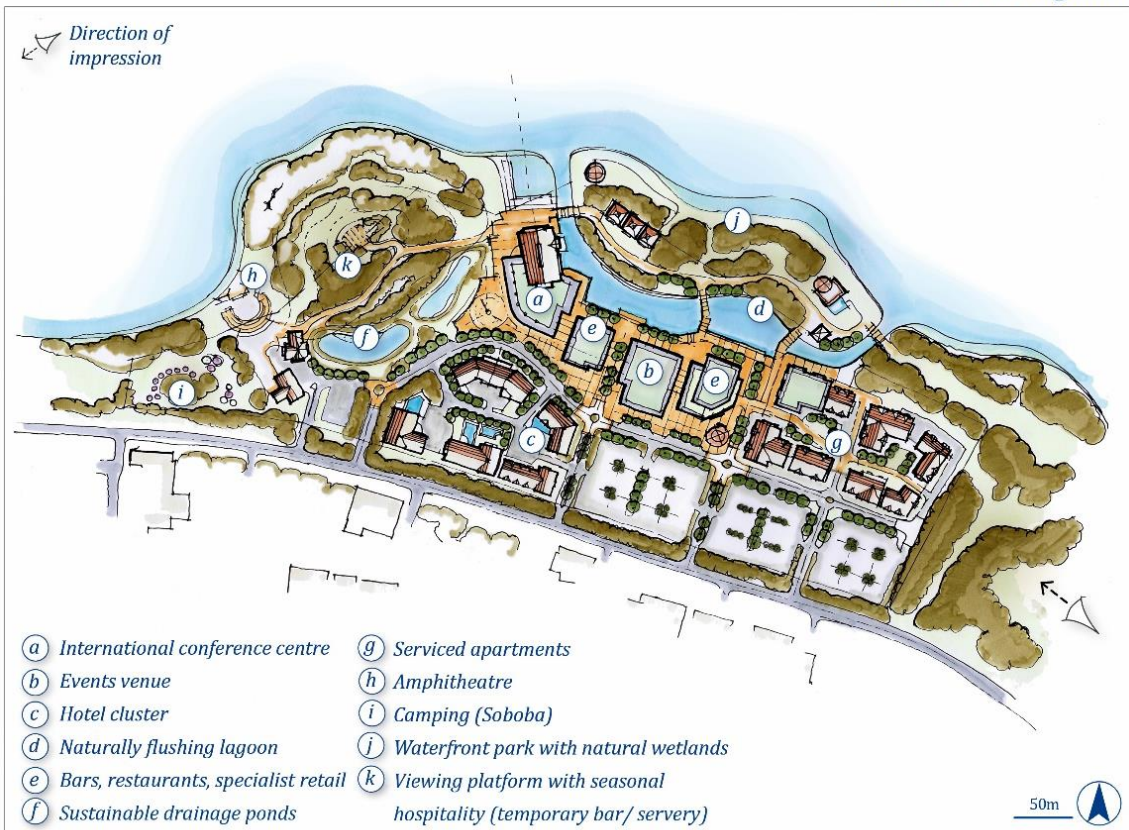 Direction of
impression
h
j
k
a
d
f
e
b
e
i
c
g
a International conference centre
b Events venue
c Hotel cluster
d Naturally flushing lagoon
e Bars, restaurants, specialist retail
f Sustainable drainage ponds
g Serviced apartments
h Amphitheatre
i Camping (Soboba)
j Waterfront park with natural wetlands
k Viewing platform with seasonal
hospitality (temporary bar/ servery)
50m